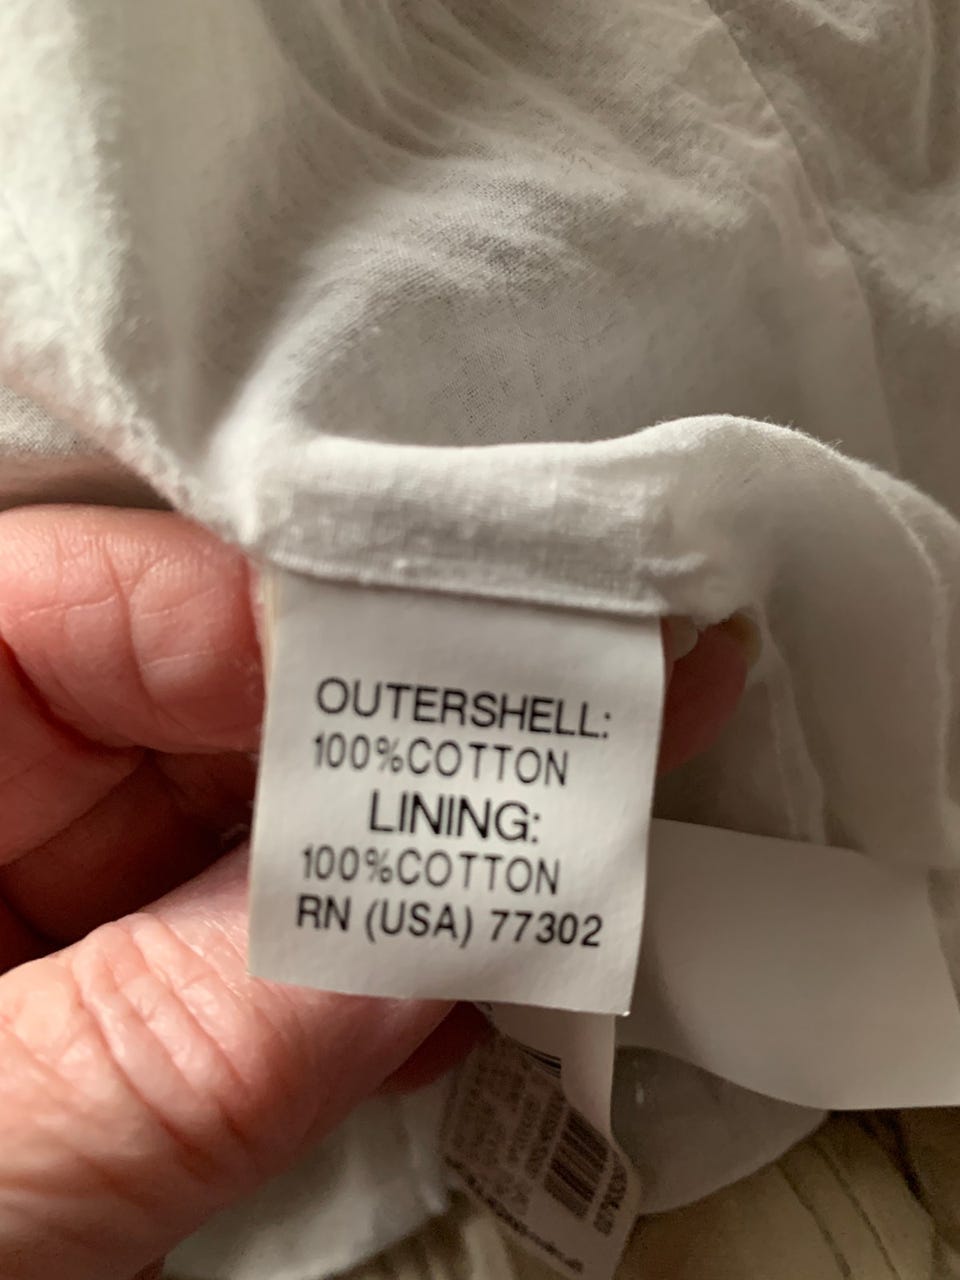 OUTERSHELL:
100%COTTON
LINING:
100%COTTON
RN (USA) 77302